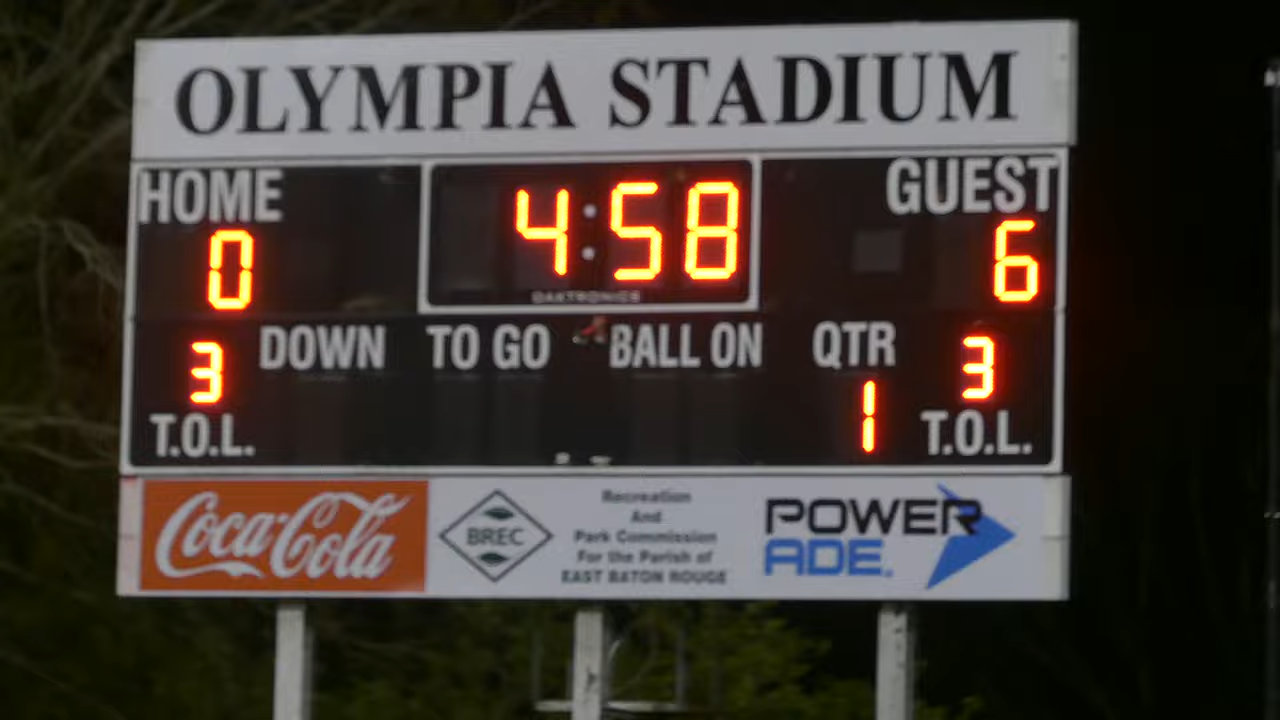 OLYMPIA STADIUM
HOME
4:58
GUEST
0
6
DAKTRONICS
DOWN
TO GO
BALL ON
QTR
3
3
1
T.O.L.
T.O.L.
Coca-Cola
BREC
Recreation
And
Park Commission
For the Parish of
EAST BATON ROUGE
POWER
ADE.